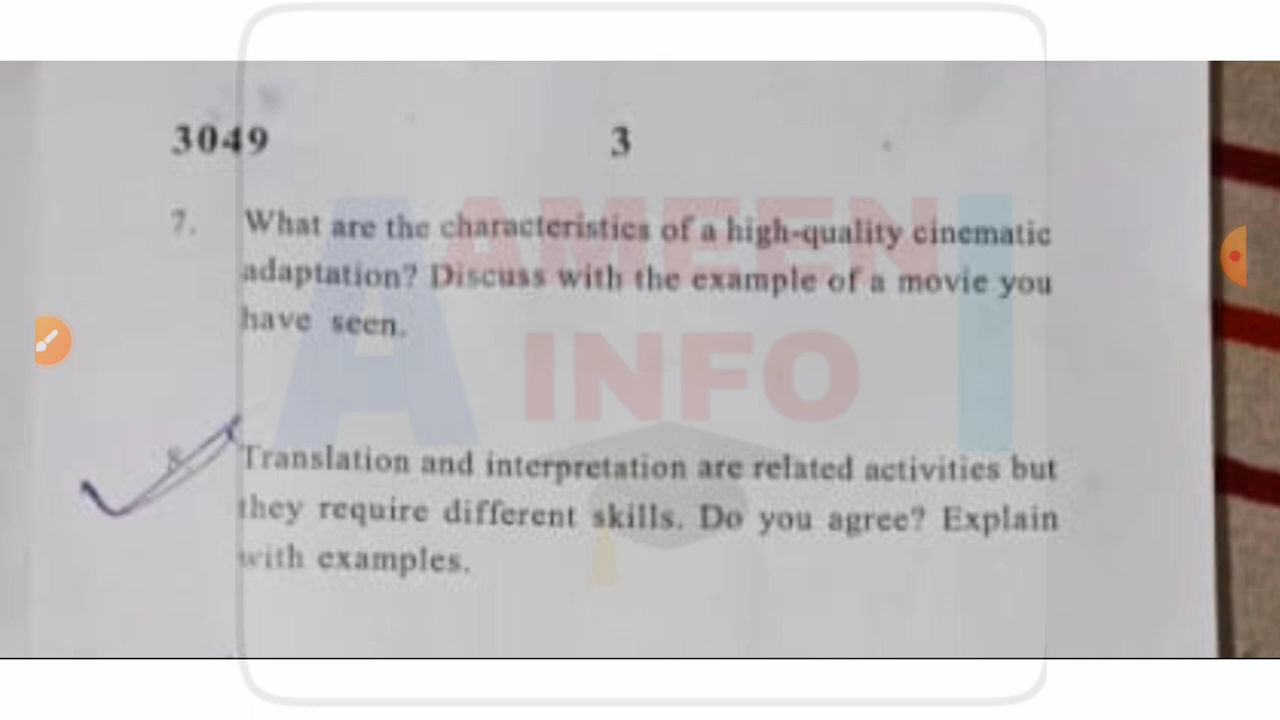 3049 3
7. What are the characteristics of a high-quality cinematic
adaptation? Discuss with the example of a movie you
have seen.
8. Translation and interpretation are related activities but
they require different skills. Do you agree? Explain
with examples.
A AMEEN I
INFO